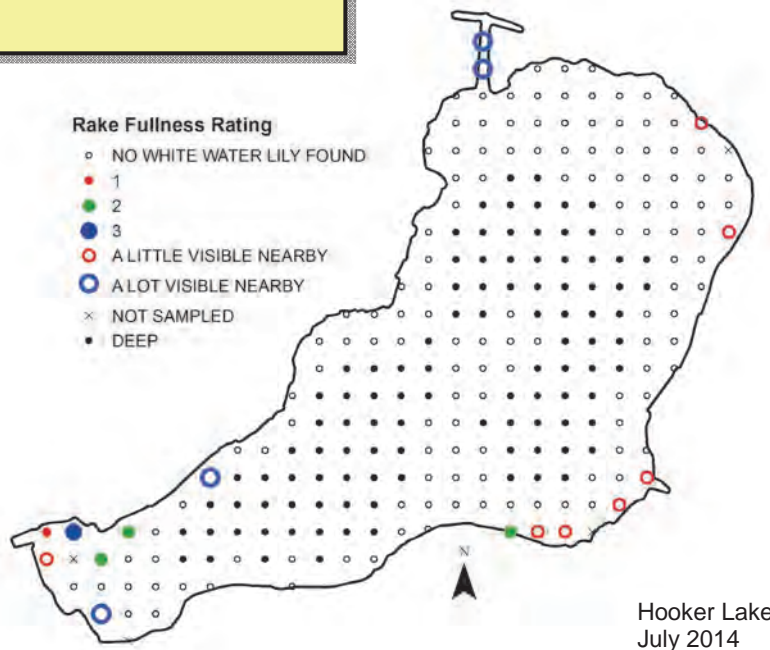 Rake Fullness Rating
NO WHITE WATER LILY FOUND
1
2
3
A LITTLE VISIBLE NEARBY
A LOT VISIBLE NEARBY
NOT SAMPLED
DEEP
N
Hooker Lake
July 2014